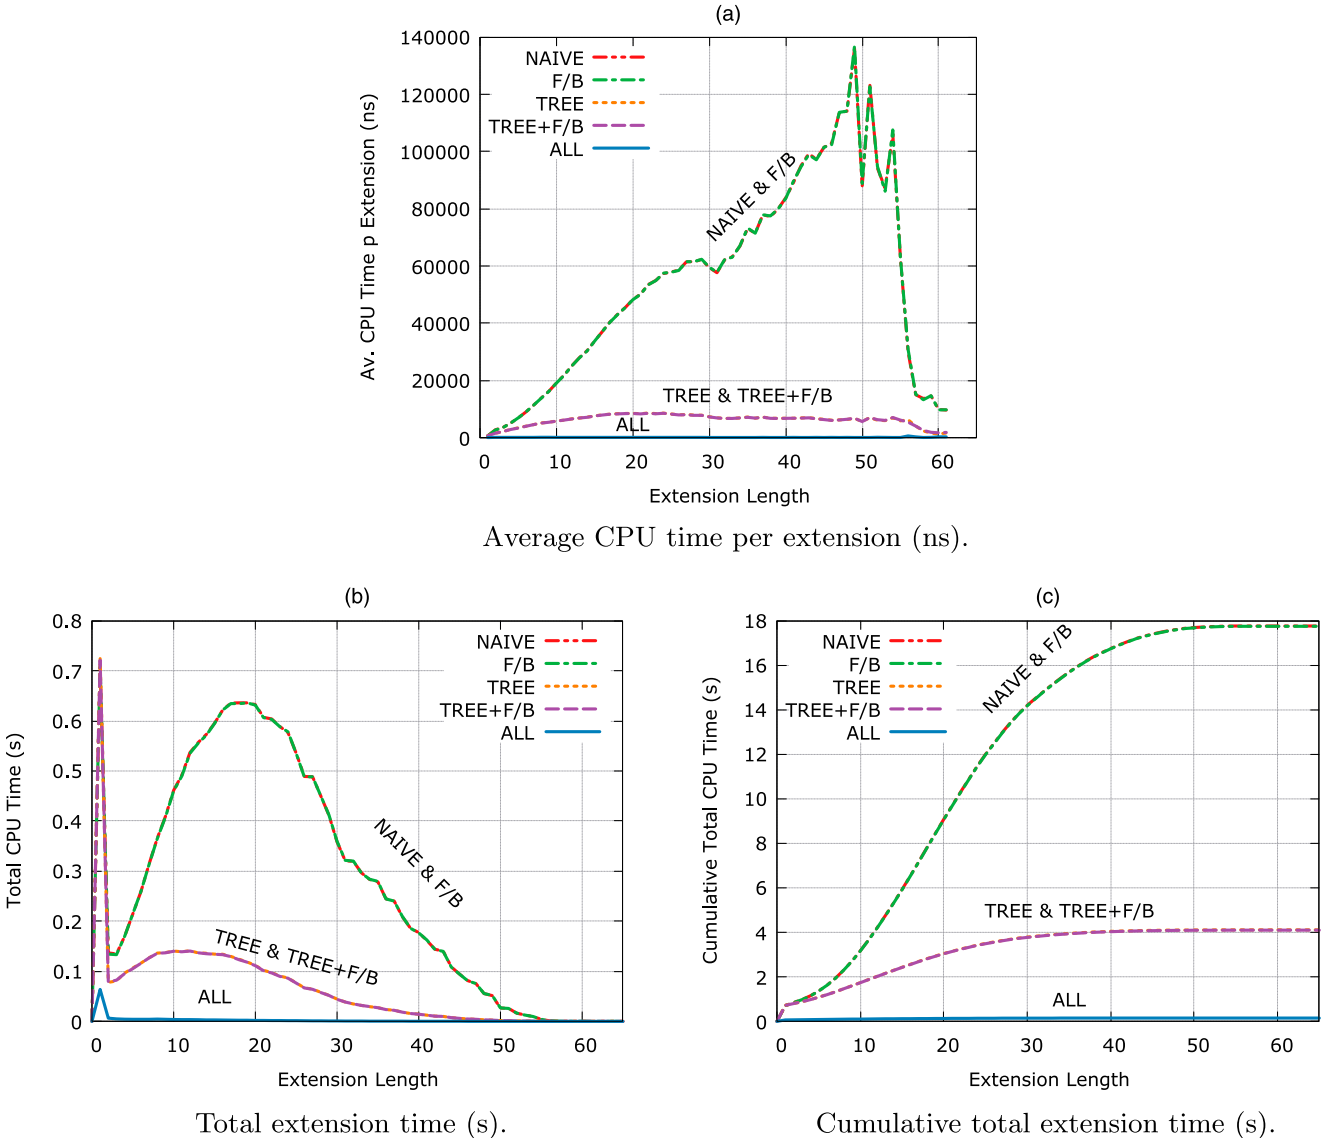 (a)
140000
120000
100000
80000
60000
40000
20000
0
Av. CPU Time p Extension (ns)
NAIVE
F/B
TREE
TREE+F/B
ALL
NAIVE & F/B
TREE & TREE+F/B
ALL
0 10 20 30 40 50 60
Extension Length
Average CPU time per extension (ns).
(b)
0.8
0.7
0.6
0.5
0.4
0.3
0.2
0.1
0
Total CPU Time (s)
NAIVE
F/B
TREE
TREE+F/B
ALL
NAIVE & F/B
TREE & TREE+F/B
ALL
0 10 20 30 40 50 60
Extension Length
Total extension time (s).
(c)
18
16
14
12
10
8
6
4
2
0
Cumulative Total CPU Time (s)
NAIVE
F/B
TREE
TREE+F/B
ALL
NAIVE & F/B
TREE & TREE+F/B
ALL
0 10 20 30 40 50 60
Extension Length
Cumulative total extension time (s).